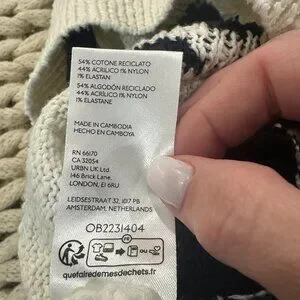 54% COTONE RICICLATO
44% ACRILICO 1% NYLON
1% ELASTAN
54% ALGODÓN RECICLADO
44% ACRÍLICO 1% NYLON
1% ELASTANE
MADE IN CAMBODIA
HECHO EN CAMBOYA
RN 66170
CA 32054
URBN UK Ltd.
146 Brick Lane.
LONDON, E1 6RU
LEIDSESTRAAT 32, 1017 PB
AMSTERDAM, NETHERLANDS
OB2231404
FR
quefairedemesdechets.fr